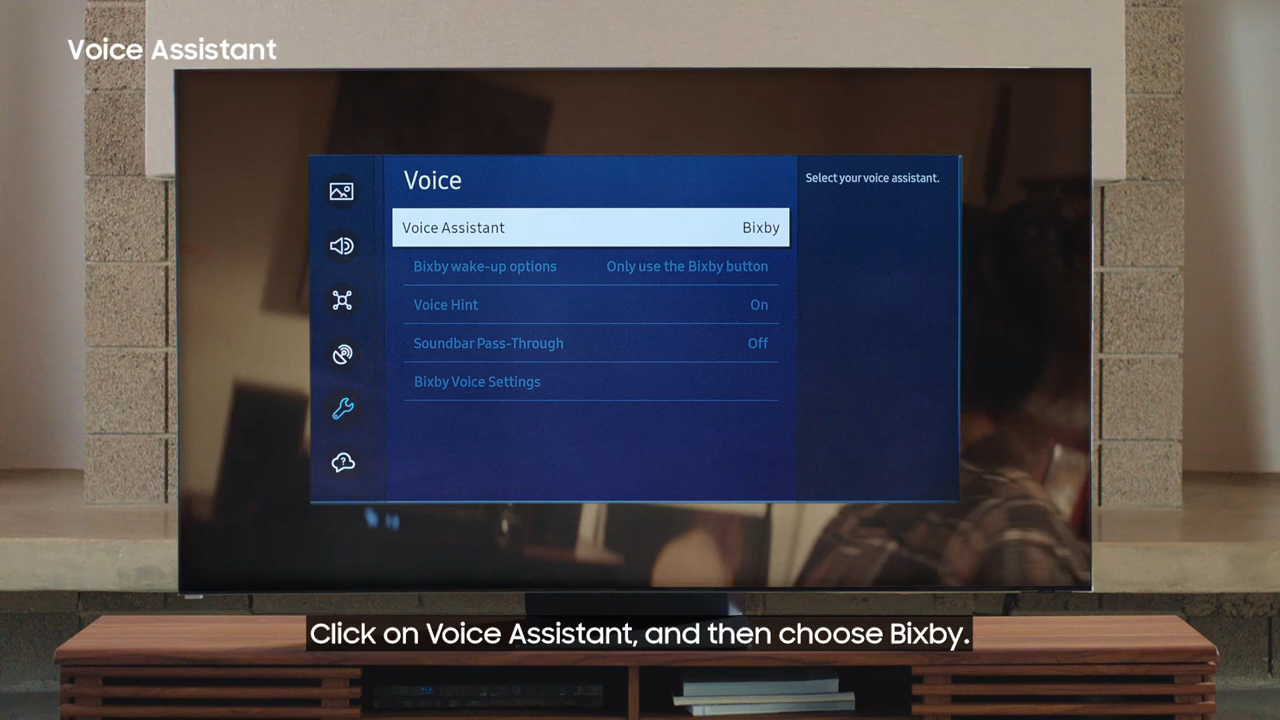 Voice Assistant
Voice
Select your voice assistant.
Voice Assistant Bixby
Bixby wake-up options Only use the Bixby button
Voice Hint On
Soundbar Pass-Through Off
Bixby Voice Settings
Click on Voice Assistant, and then choose Bixby.